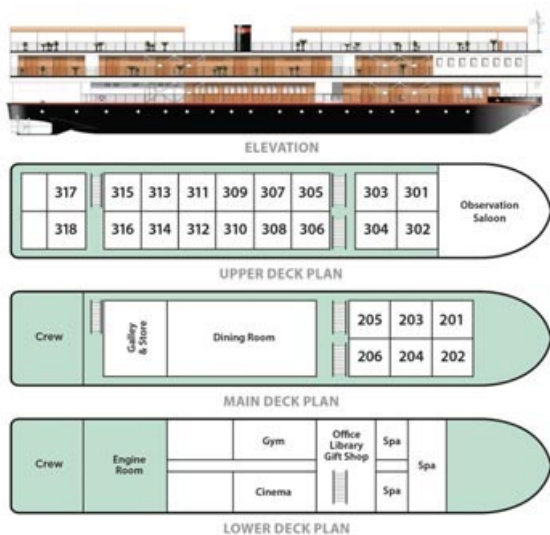 ELEVATION
317 315 313 311 309 307 305 303 301
Observation
Saloon
318 316 314 312 310 308 306 304 302
UPPER DECK PLAN
205 203 201
Crew
Galley
& Store
Dining Room
206 204 202
MAIN DECK PLAN
Gym
Office
Library
Gift Shop
Spa
Crew
Engine
Room
Spa
Cinema
Spa
LOWER DECK PLAN